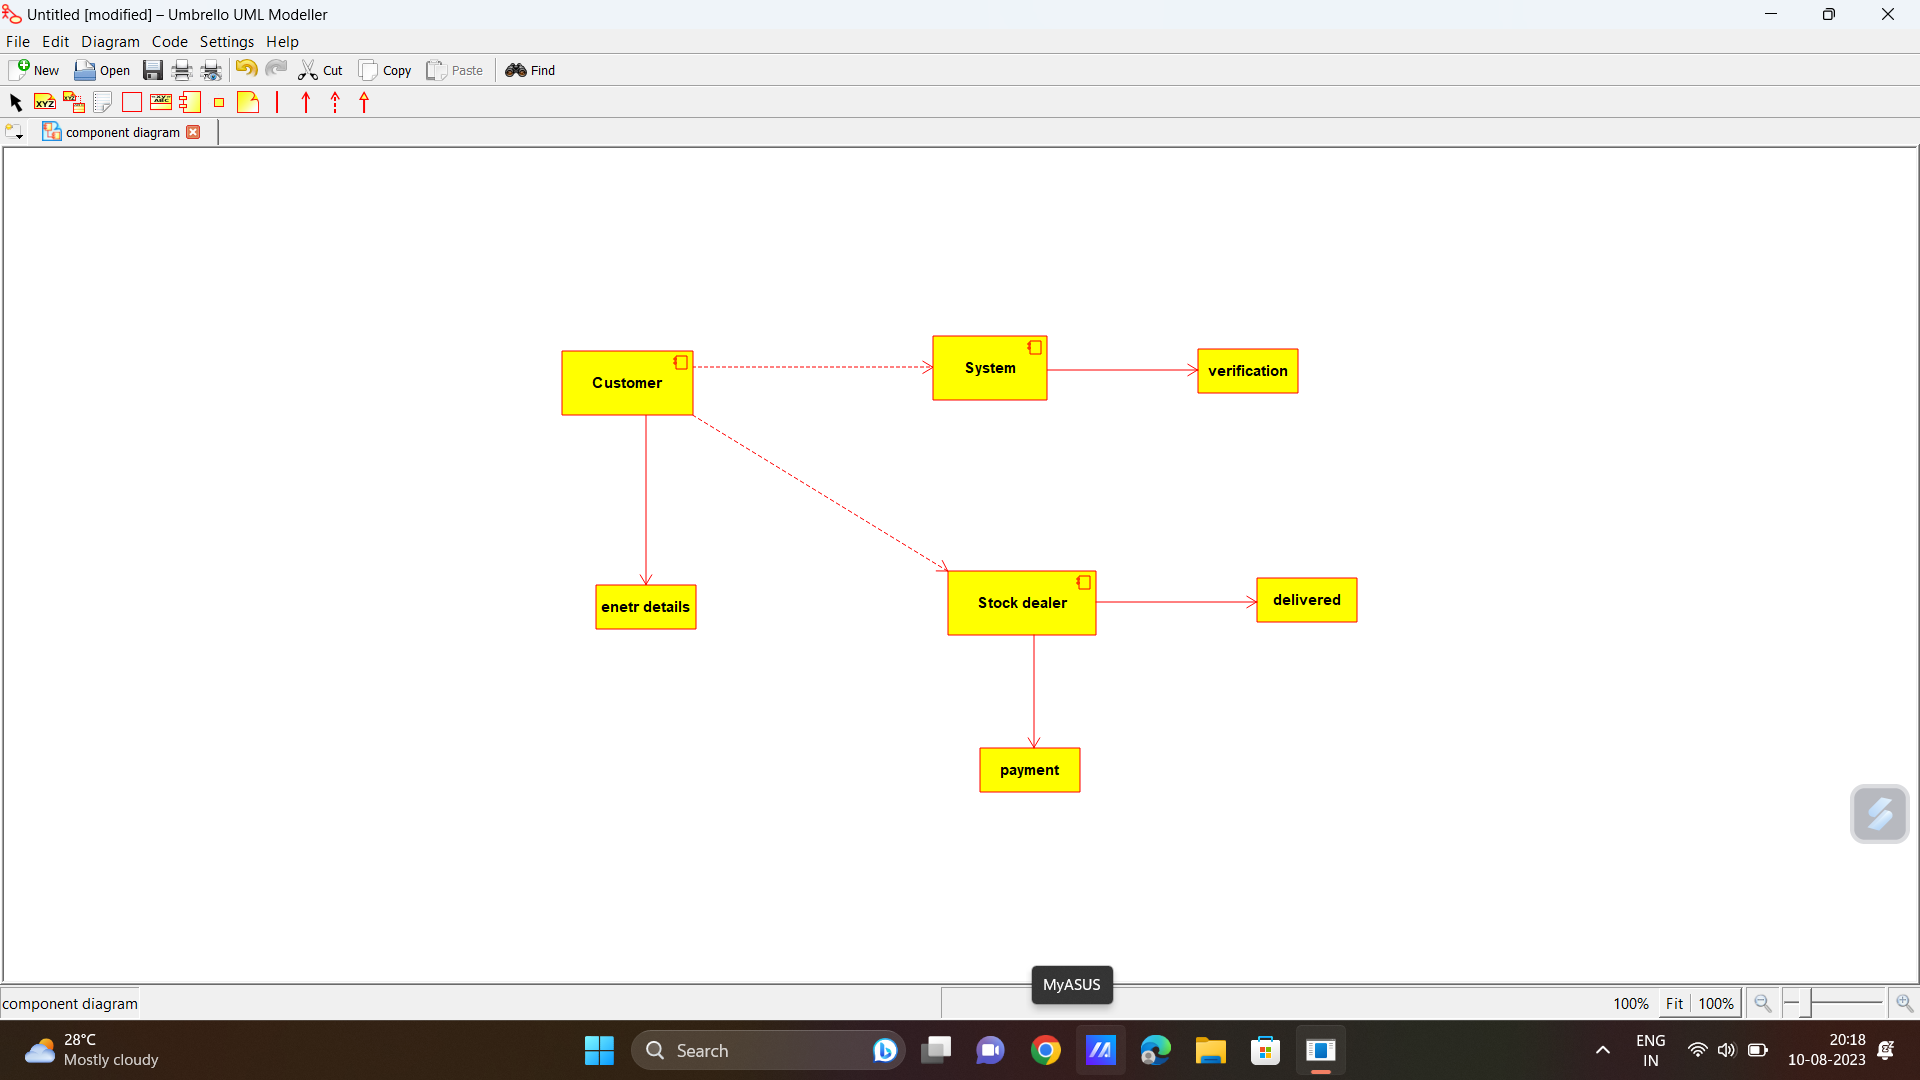 Untitled [modified] – Umbrello UML Modeller
File Edit Diagram Code Settings Help
New Open Cut Copy Paste Find
XYZ
component diagram
System
verification
Customer
Stock dealer
delivered
enetr details
payment
MyASUS
component diagram
100% Fit 100%
28°C
Mostly cloudy
Search
ENG
IN
20:18
10-08-2023